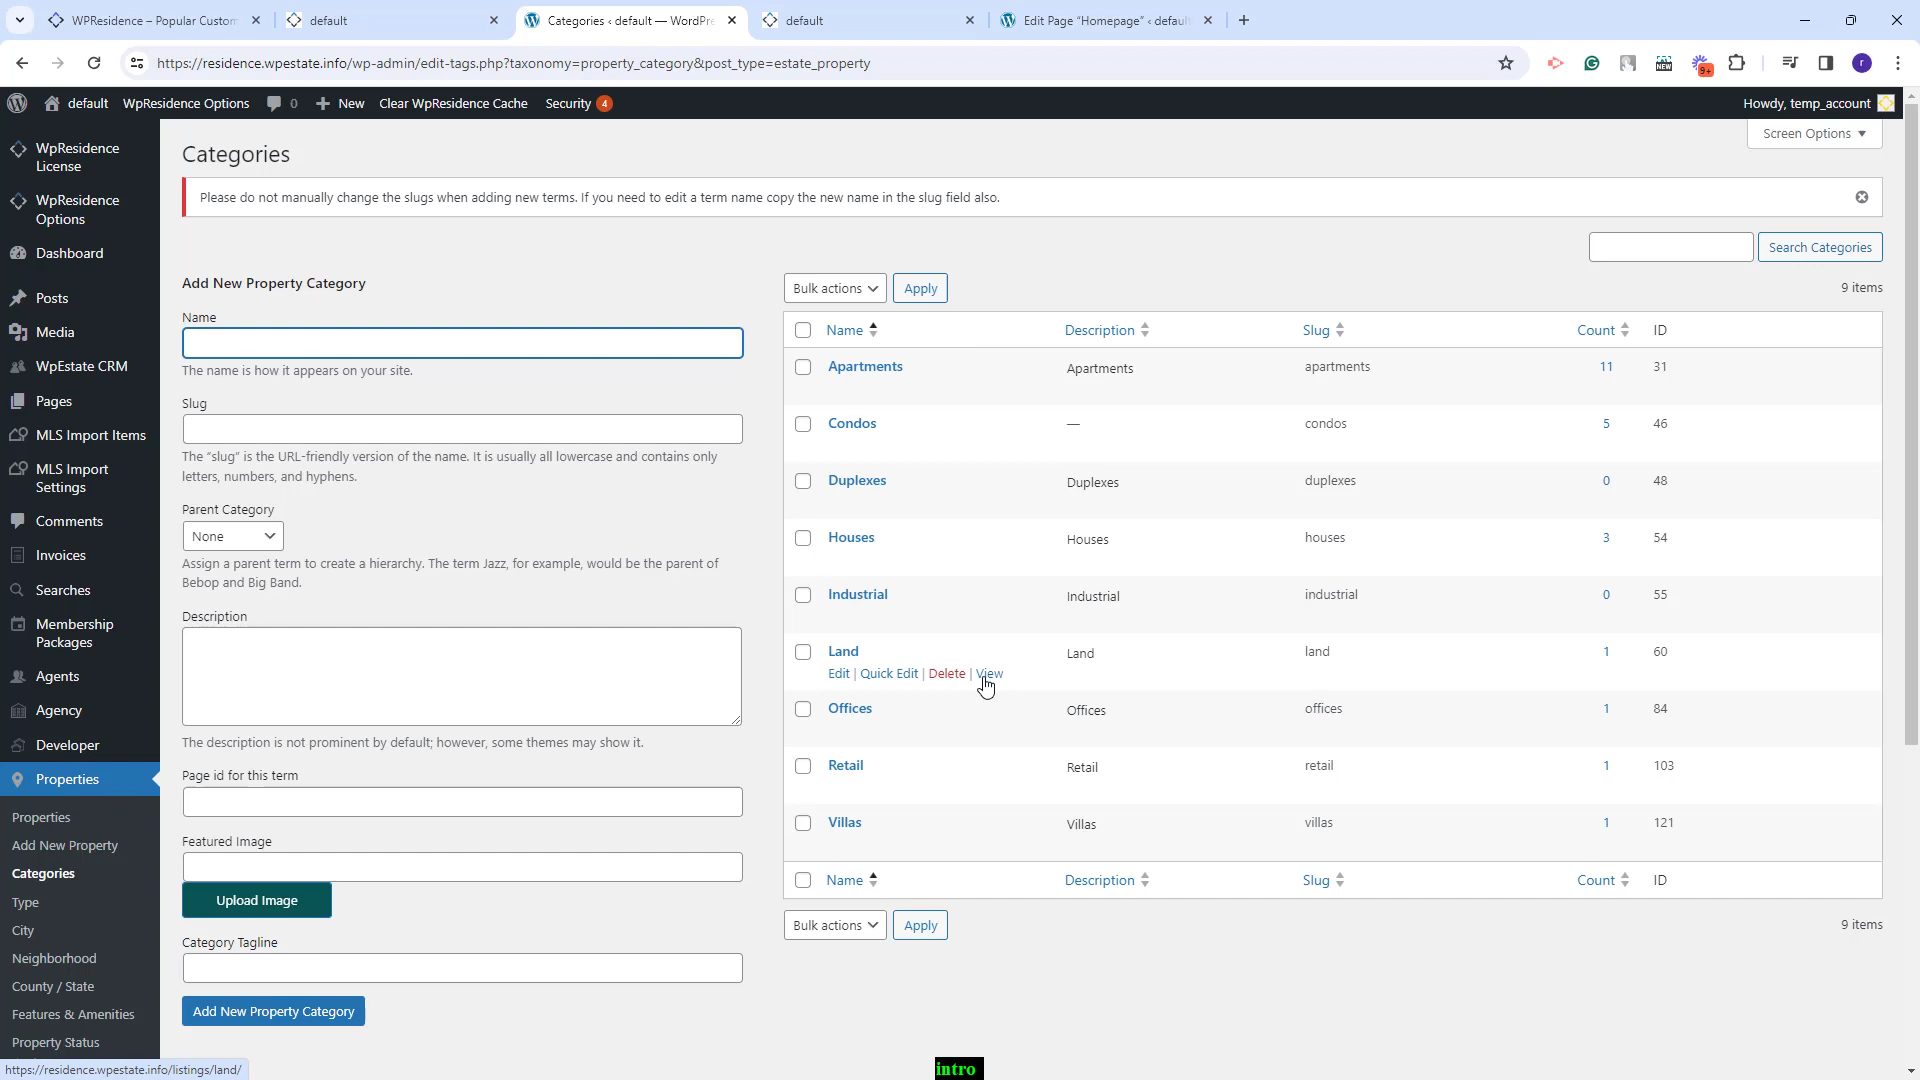 WPResidence – Popular Custom
default
Categories ‹ default — WordPre
default
Edit Page "Homepage" ‹ default
https://residence.wpestate.info/wp-admin/edit-tags.php?taxonomy=property_category&post_type=estate_property
NEW
9+
r
default
WpResidence Options
0
New
Clear WpResidence Cache
Security 4
Howdy, temp_account
WpResidence
License
WpResidence
Options
Dashboard
Posts
Media
WpEstate CRM
Pages
MLS Import Items
MLS Import
Settings
Comments
Invoices
Searches
Membership
Packages
Agents
Agency
Developer
Properties
Properties
Add New Property
Categories
Type
City
Neighborhood
County / State
Features & Amenities
Property Status
Screen Options
Categories
Please do not manually change the slugs when adding new terms. If you need to edit a term name copy the new name in the slug field also.
Search Categories
Add New Property Category
Name
The name is how it appears on your site.
Slug
The “slug” is the URL-friendly version of the name. It is usually all lowercase and contains only
letters, numbers, and hyphens.
Parent Category
None
Assign a parent term to create a hierarchy. The term Jazz, for example, would be the parent of
Bebop and Big Band.
Description
The description is not prominent by default; however, some themes may show it.
Page id for this term
Featured Image
Upload Image
Category Tagline
Add New Property Category
Bulk actions Apply 9 items
Name Description Slug Count ID
Apartments Apartments apartments 11 31
Condos — condos 5 46
Duplexes Duplexes duplexes 0 48
Houses Houses houses 3 54
Industrial Industrial industrial 0 55
Land Land land 1 60
Edit | Quick Edit | Delete | View
Offices Offices offices 1 84
Retail Retail retail 1 103
Villas Villas villas 1 121
Name Description Slug Count ID
Bulk actions Apply 9 items
https://residence.wpestate.info/listings/land/
intro